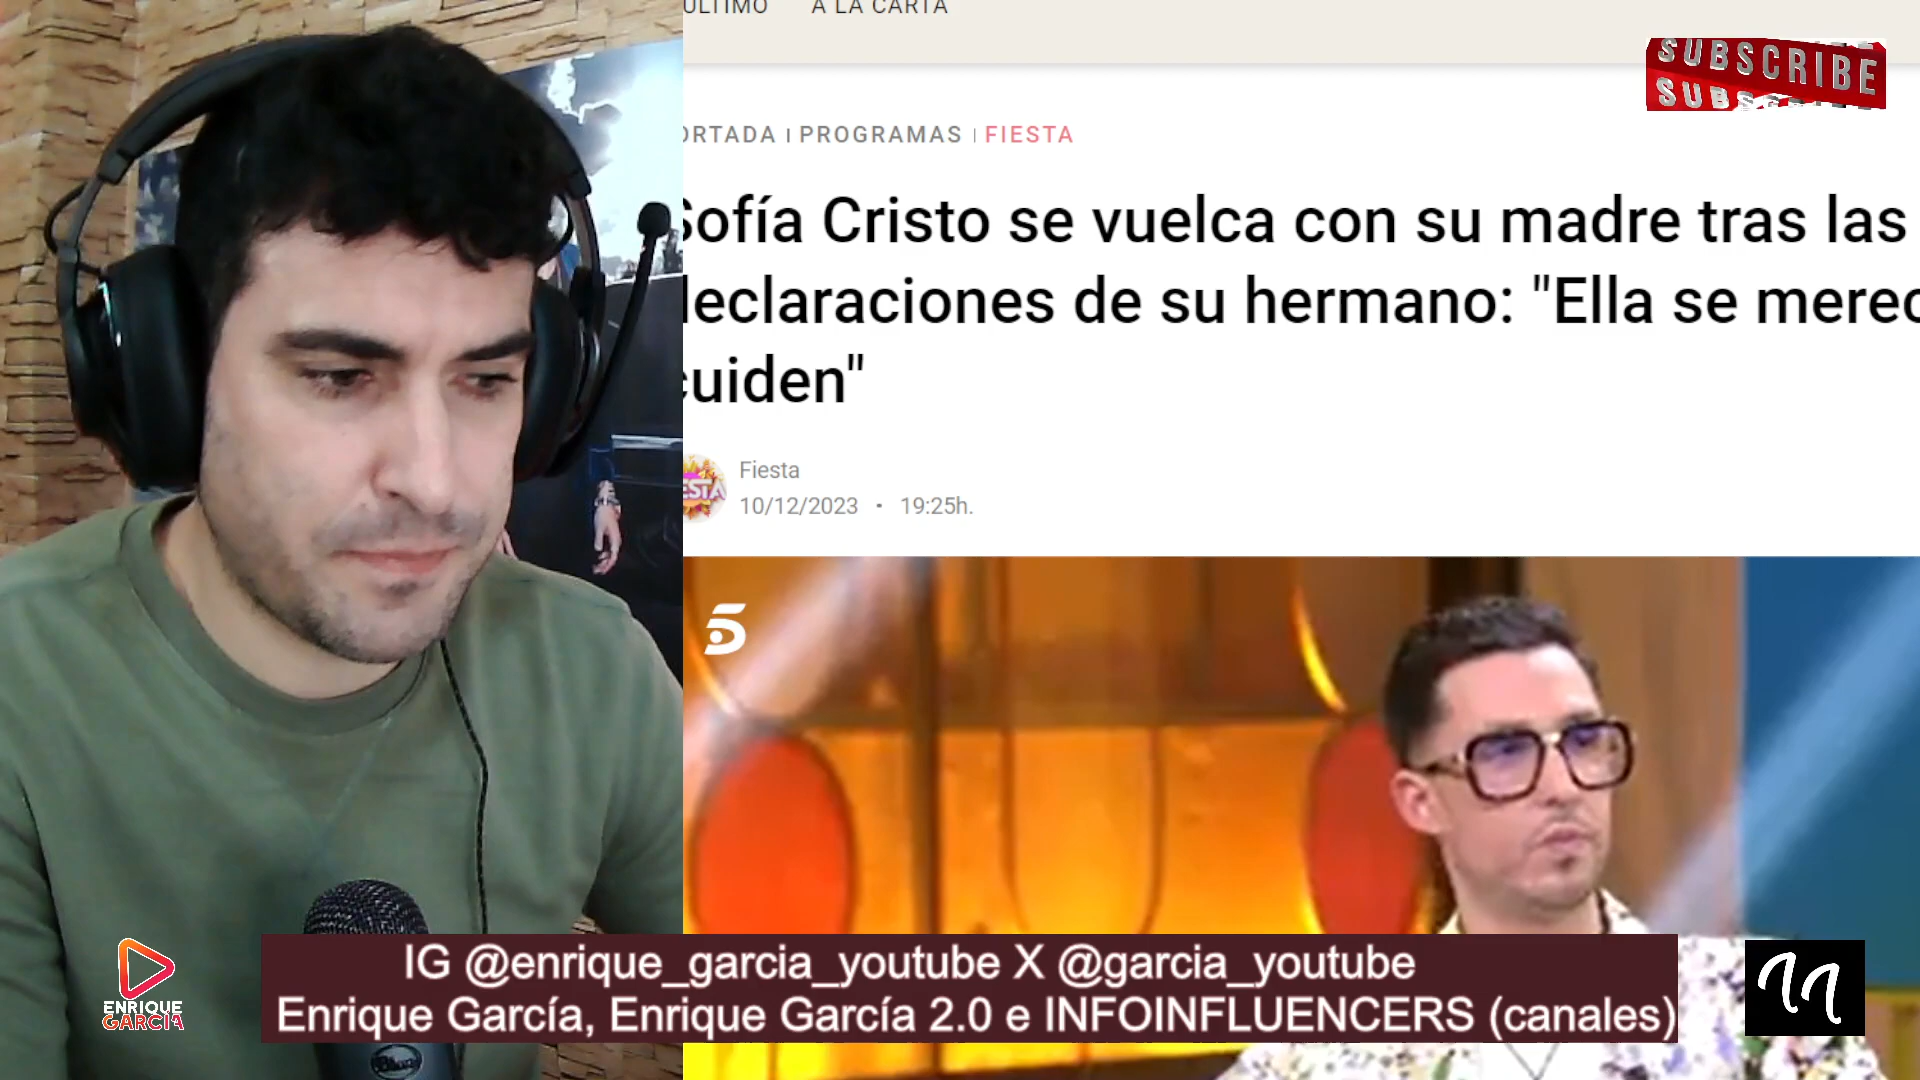 ÚLTIMO A LA CARTA
SUBSCRIBE
SUBSCRIBE
PROGRAMAS FIESTA
Sofía Cristo se vuelca con su madre tras las
declaraciones de su hermano: "Ella se
cuiden"
Fiesta
10/12/2023 • 19:25h.
5
IG @enrique_garcia_youtube X @garcia_youtube
Enrique García, Enrique García 2.0 e INFOINFLUENCERS (canales)
ENRIQUE
GARCÍA
Blue